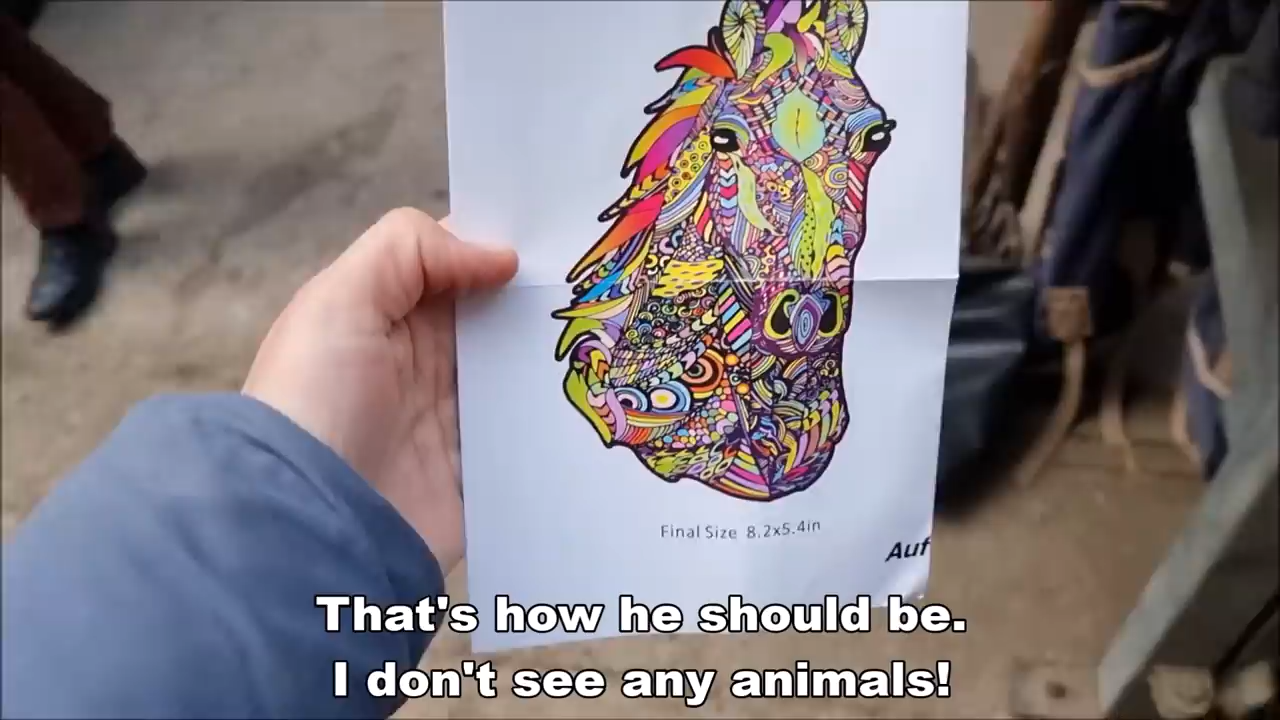 Final Size 8.2x5.4in
Auf
That's how he should be.
I don't see any animals!